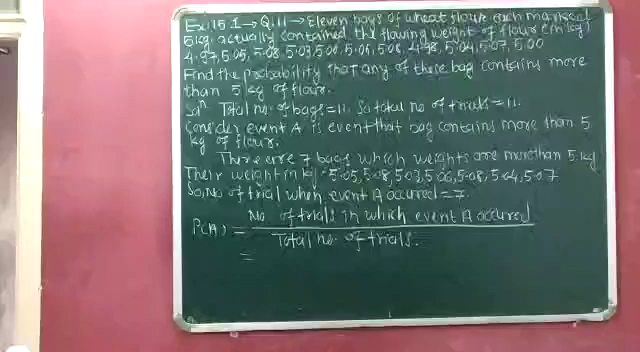 Ex:15.1→Q.11→Eleven bags of wheat flour each marked
5kg actually contained the flowing weight of flours (in kg)
4.97, 5.05, 5.08, 5.03, 5.00, 5.06, 5.08, 4.98, 5.04, 5.07, 5.00
Find the probability that any of these bag contains more
than 5 kg of flour.
Solⁿ Total no. of bags=11. So total no of trials=11.
Consider event A is event that bag contains more than 5
kg of flour.
There are 7 bags which weights are more than 5 kg
Their weight in kg - 5.05, 5.08, 5.03, 5.06, 5.08, 5.04, 5.07
So, No of trial when event A occurred=7.
P(A) = No. of trials in which event A occurred
Total no. of trials.
=